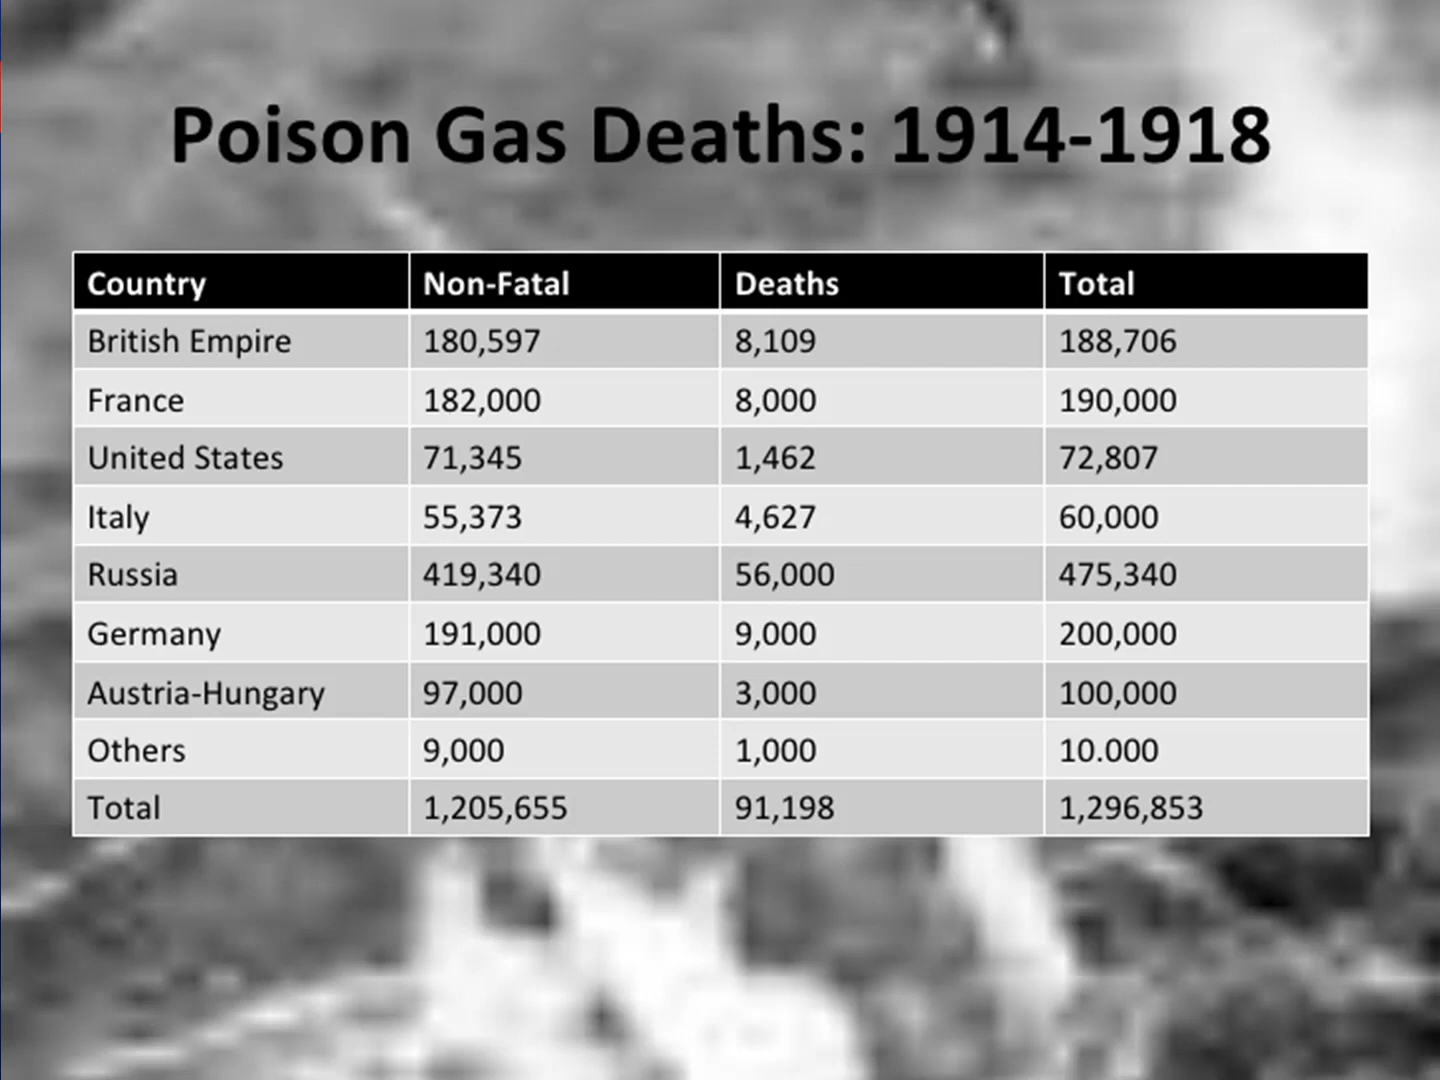 Poison Gas Deaths: 1914-1918
Country Non-Fatal Deaths Total
British Empire 180,597 8,109 188,706
France 182,000 8,000 190,000
United States 71,345 1,462 72,807
Italy 55,373 4,627 60,000
Russia 419,340 56,000 475,340
Germany 191,000 9,000 200,000
Austria-Hungary 97,000 3,000 100,000
Others 9,000 1,000 10.000
Total 1,205,655 91,198 1,296,853